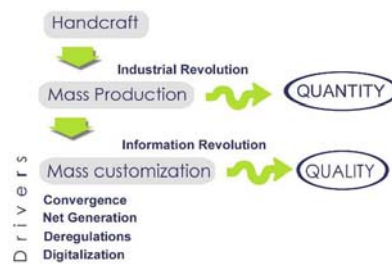 Handcraft
Industrial Revolution
Mass Production
QUANTITY
Information Revolution
Mass customization
QUALITY
Drivers
Convergence
Net Generation
Deregulations
Digitalization